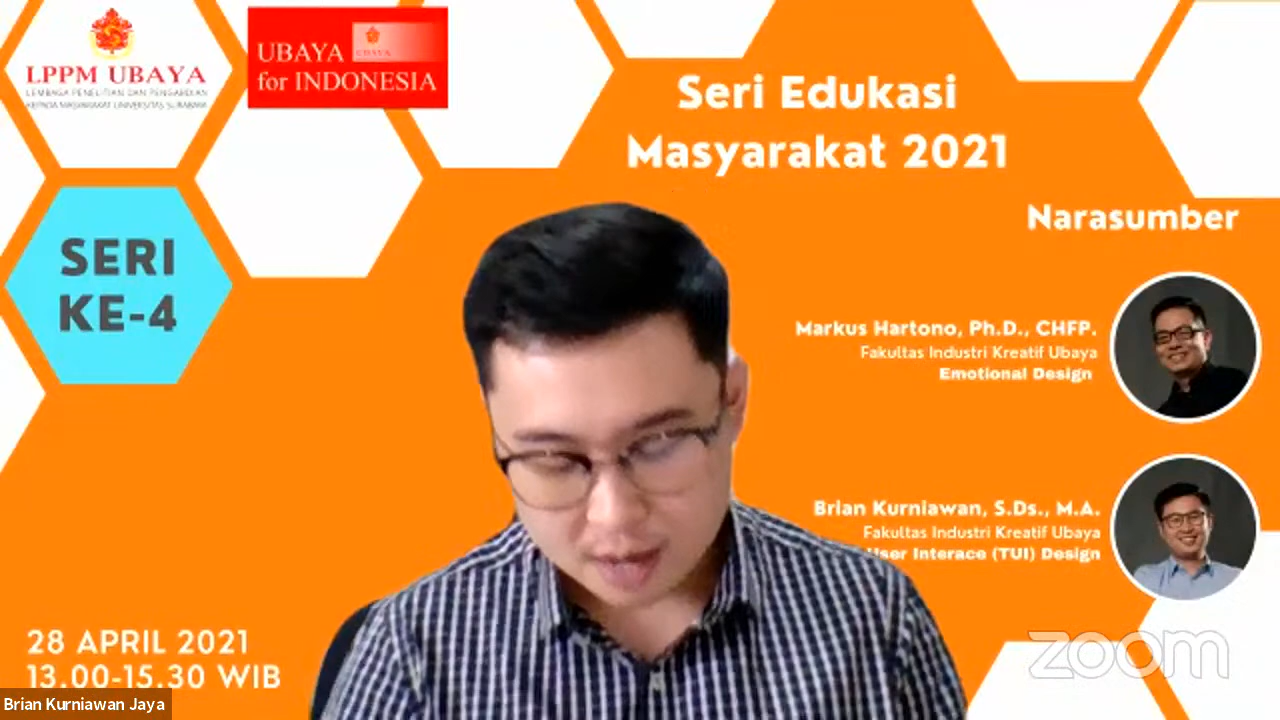 LPPM UBAYA
LEMBAGA PENELITIAN DAN PENGABDIAN
KEPADA MASYARAKAT UNIVERSITAS SURABAYA
UBAYA
UBAYA
for INDONESIA
Seri Edukasi
Masyarakat 2021
SERI
KE-4
Narasumber
Markus Hartono, Ph.D., CHFP.
Fakultas Industri Kreatif Ubaya
Emotional Design
Brian Kurniawan, S.Ds., M.A.
Fakultas Industri Kreatif Ubaya
User Interace (TUI) Design
28 APRIL 2021
13.00-15.30 WIB
zoom
Brian Kurniawan Jaya